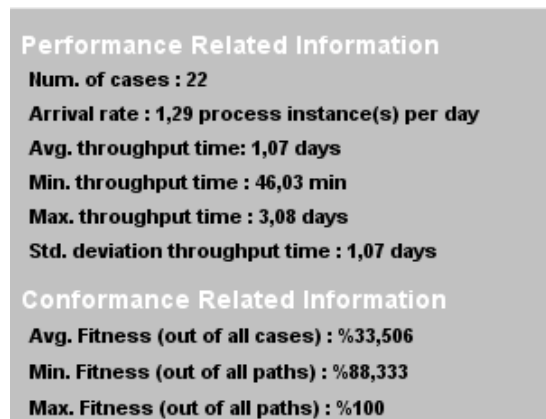 Performance Related Information
Num. of cases : 22
Arrival rate : 1,29 process instance(s) per day
Avg. throughput time: 1,07 days
Min. throughput time : 46,03 min
Max. throughput time : 3,08 days
Std. deviation throughput time : 1,07 days
Conformance Related Information
Avg. Fitness (out of all cases) : %33,506
Min. Fitness (out of all paths) : %88,333
Max. Fitness (out of all paths) : %100